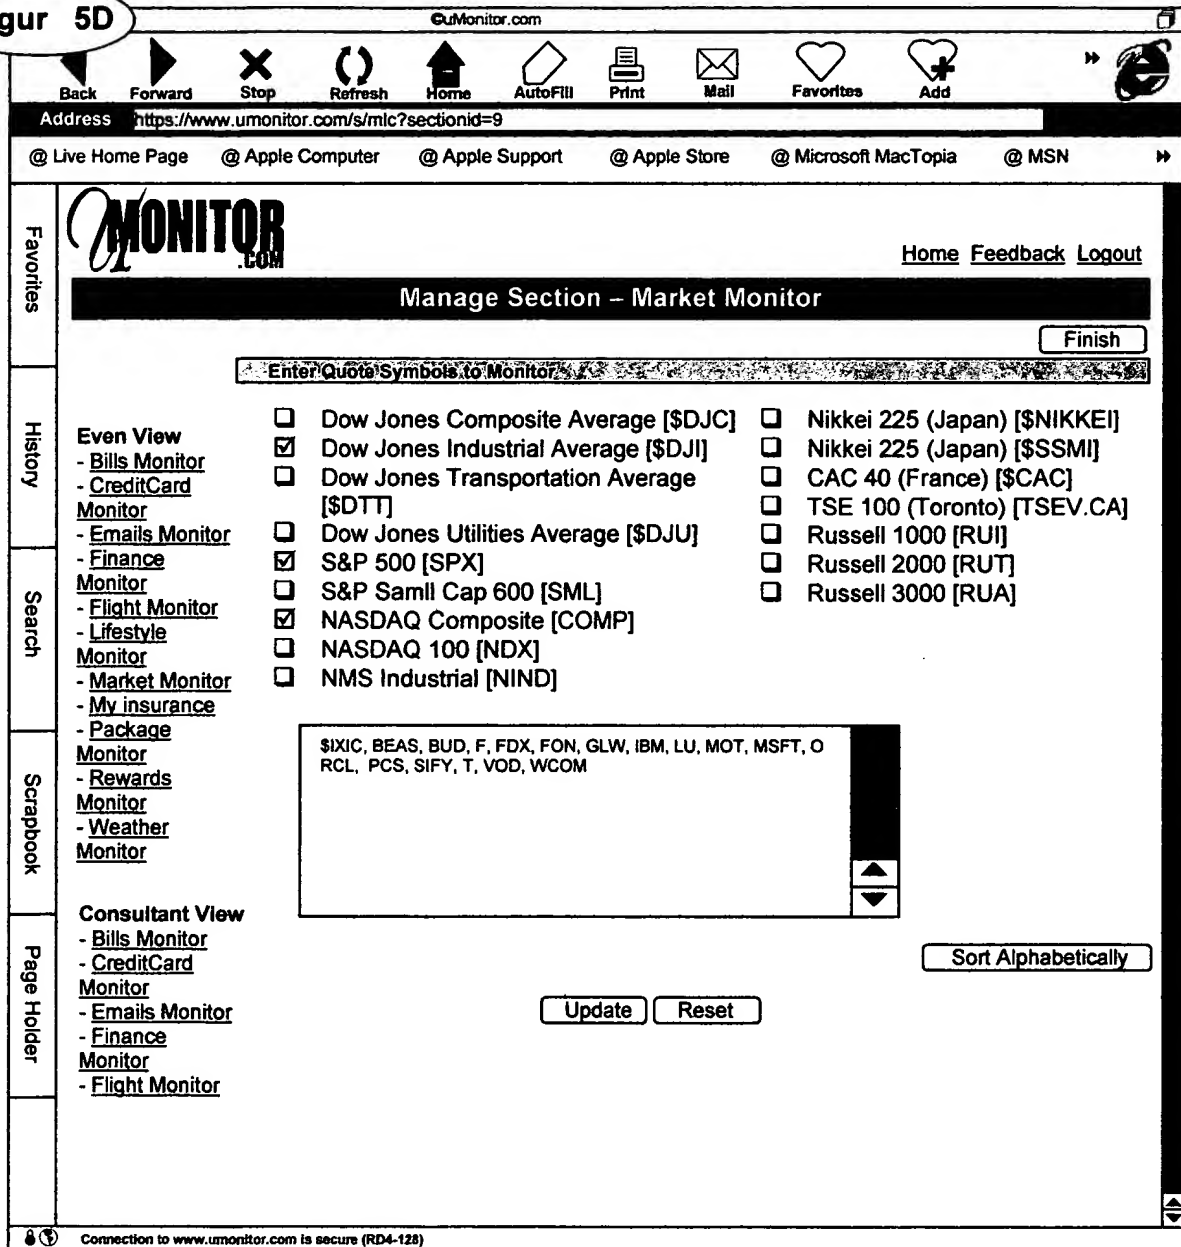 gur 5D
©uMonitor.com
Back Forward Stop Refresh Home AutoFill Print Mail Favorites Add
Address https://www.umonitor.com/s/mlc?sectionid=9
@ Live Home Page @ Apple Computer @ Apple Support @ Apple Store @ Microsoft MacTopia @ MSN
Favorites
History
Search
Scrapbook
Page Holder
UMONITOR
.COM
Home Feedback Logout
Manage Section – Market Monitor
Finish
Enter Quote Symbols to Monitor
Even View
- Bills Monitor
- CreditCard
Monitor
- Emails Monitor
- Finance
Monitor
- Flight Monitor
- Lifestyle
Monitor
- Market Monitor
- My insurance
- Package
Monitor
- Rewards
Monitor
- Weather
Monitor
Consultant View
- Bills Monitor
- CreditCard
Monitor
- Emails Monitor
- Finance
Monitor
- Flight Monitor
Dow Jones Composite Average [$DJC]
Dow Jones Industrial Average [$DJI]
Dow Jones Transportation Average
[$DTT]
Dow Jones Utilities Average [$DJU]
S&P 500 [SPX]
S&P Samll Cap 600 [SML]
NASDAQ Composite [COMP]
NASDAQ 100 [NDX]
NMS Industrial [NIND]
Nikkei 225 (Japan) [$NIKKEI]
Nikkei 225 (Japan) [$SSMI]
CAC 40 (France) [$CAC]
TSE 100 (Toronto) [TSEV.CA]
Russell 1000 [RUI]
Russell 2000 [RUT]
Russell 3000 [RUA]
$IXIC, BEAS, BUD, F, FDX, FON, GLW, IBM, LU, MOT, MSFT, O
RCL, PCS, SIFY, T, VOD, WCOM
Sort Alphabetically
Update Reset
Connection to www.umonitor.com is secure (RD4-128)